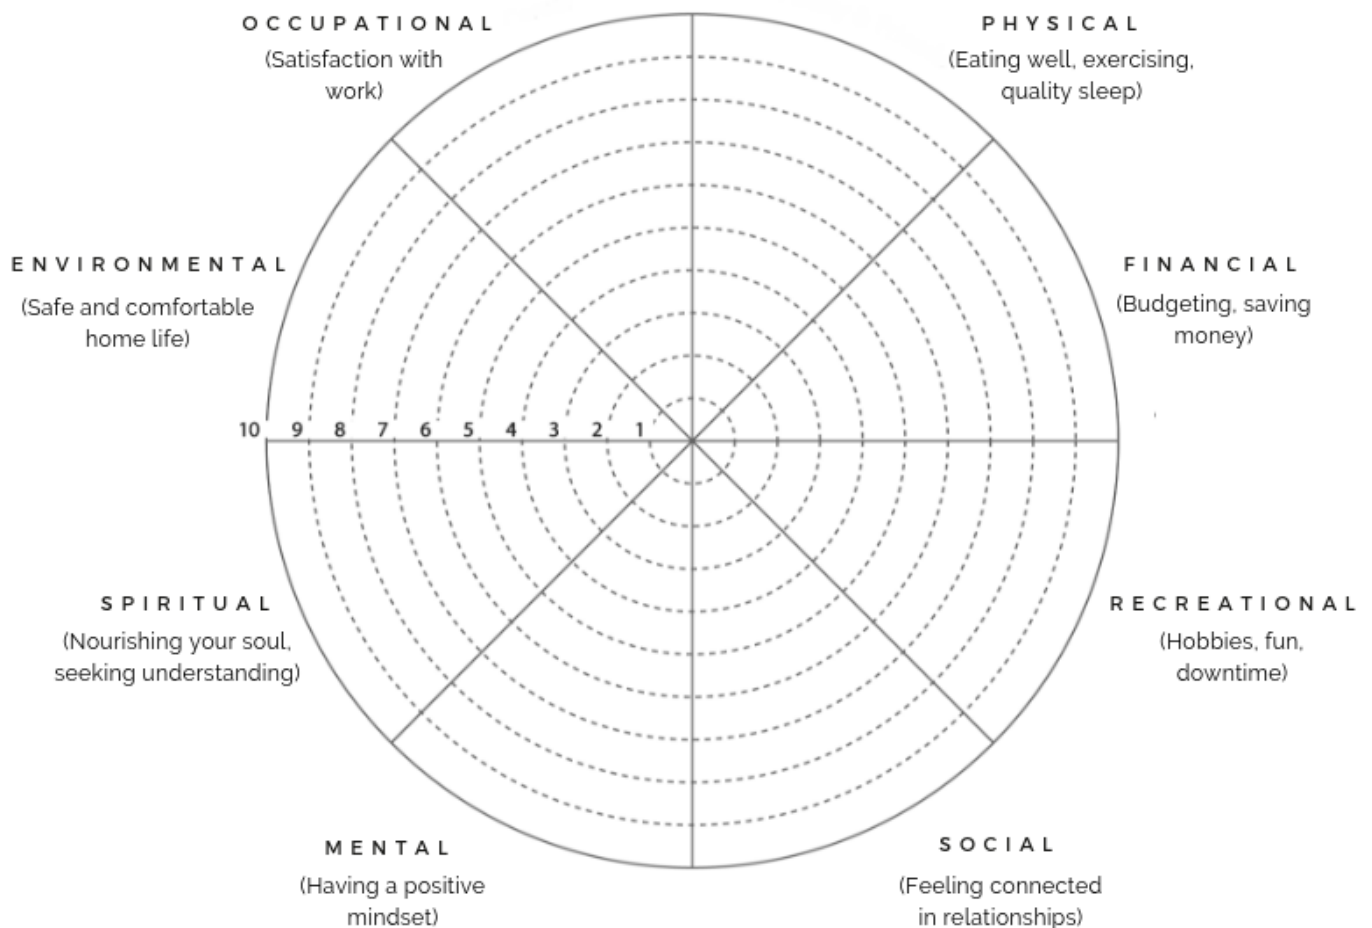 OCCUPATIONAL
(Satisfaction with
work)
PHYSICAL
(Eating well, exercising,
quality sleep)
ENVIRONMENTAL
(Safe and comfortable
home life)
FINANCIAL
(Budgeting, saving
money)
10 9 8 7 6 5 4 3 2 1
SPIRITUAL
(Nourishing your soul,
seeking understanding)
RECREATIONAL
(Hobbies, fun,
downtime)
MENTAL
(Having a positive
mindset)
SOCIAL
(Feeling connected
in relationships)